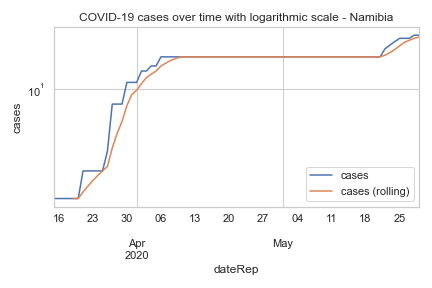 COVID-19 cases over time with logarithmic scale - Namibia
cases
10^1
cases
cases (rolling)
16 23 30 06 13 20 27 04 11 18 25
Apr May
2020
dateRep